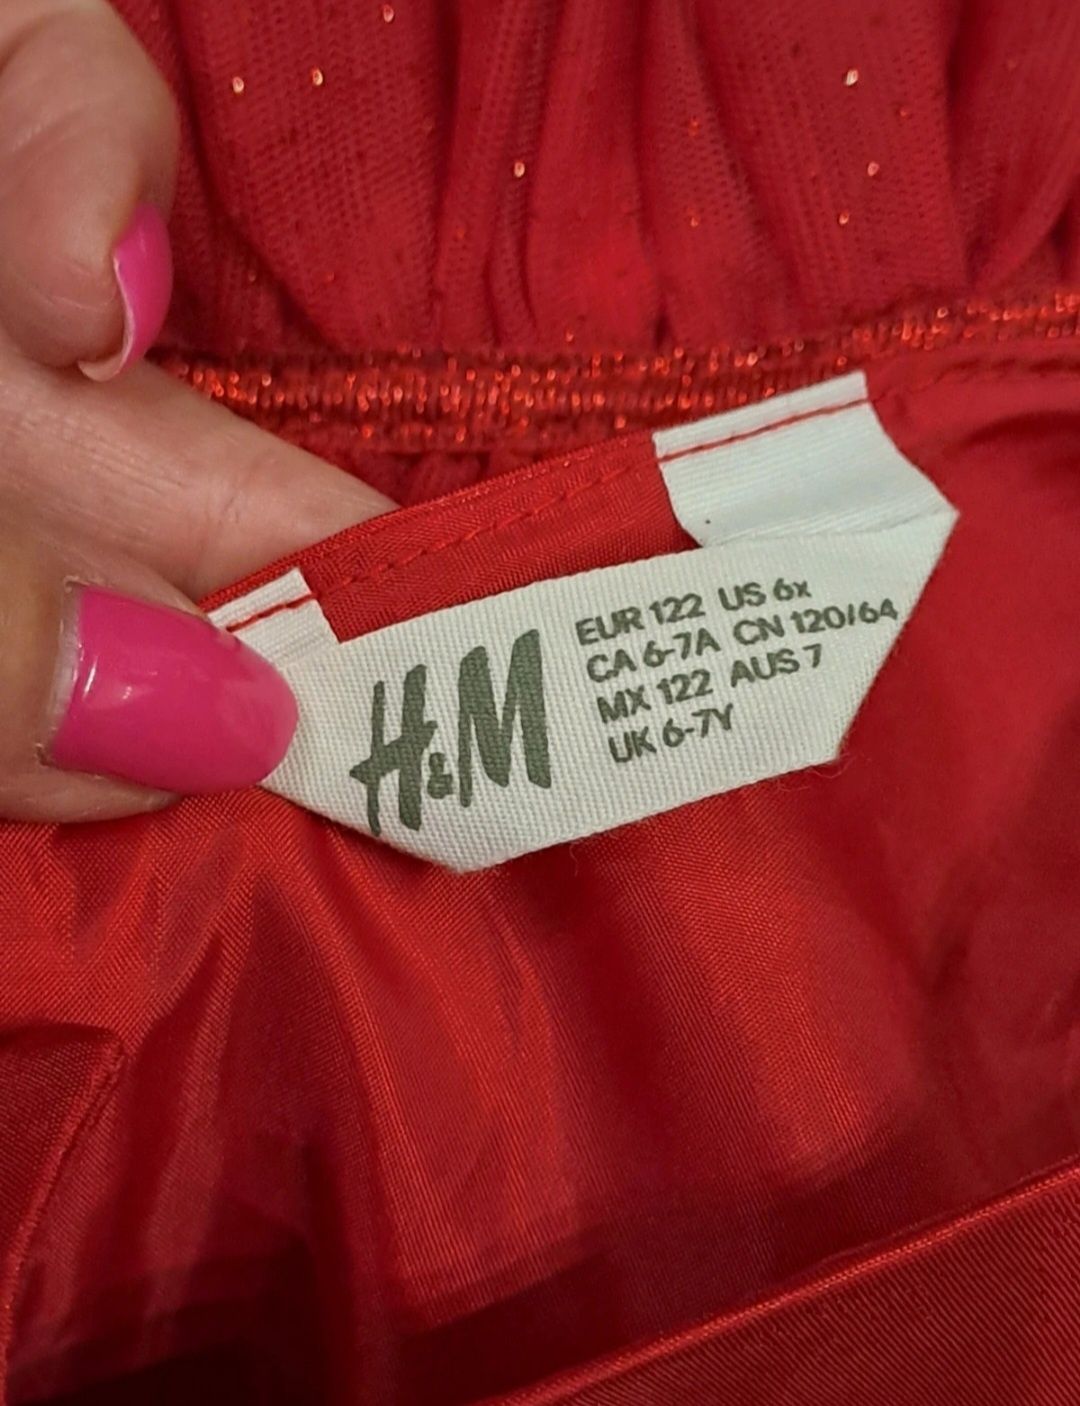 H&M
EUR 122 US 6x
CA 6-7A CN 120/64
MX 122 AUS 7
UK 6-7Y